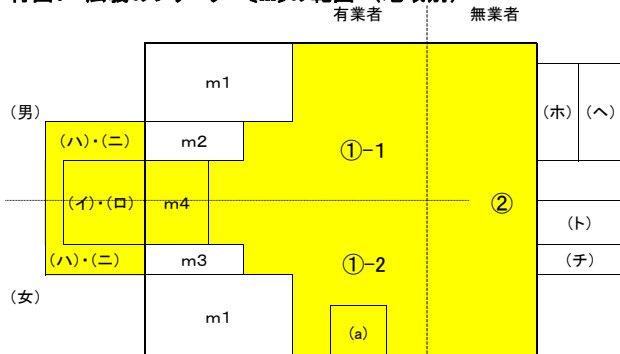 有業者 無業者
m1
(男)
(ホ) (ヘ)
(ハ)・(ニ) m2
①-1
(イ)・(ロ) m4
②
(ト)
(ハ)・(ニ) m3
①-2
(チ)
(女)
m1
(a)